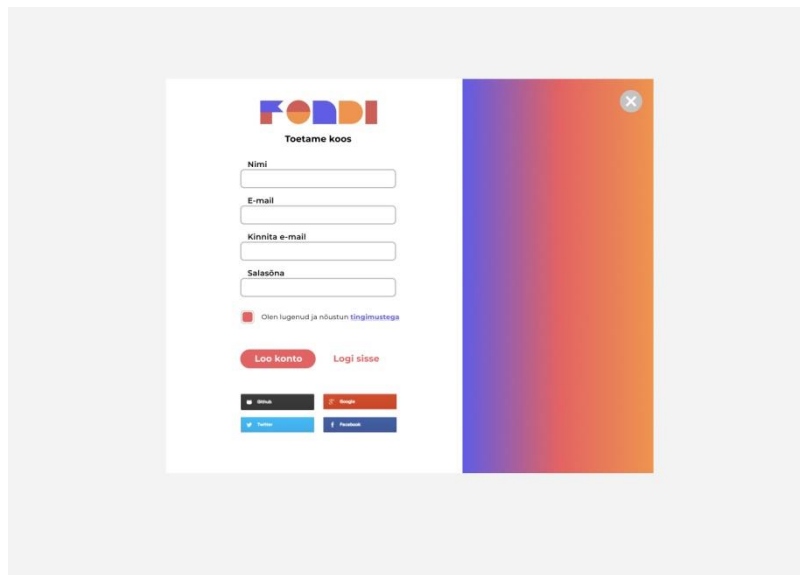 FONDI
Toetame koos
Nimi
E-mail
Kinnita e-mail
Salasõna
Olen lugenud ja nõustun tingimustega
Loo konto Logi sisse
Github Google
Twitter Facebook